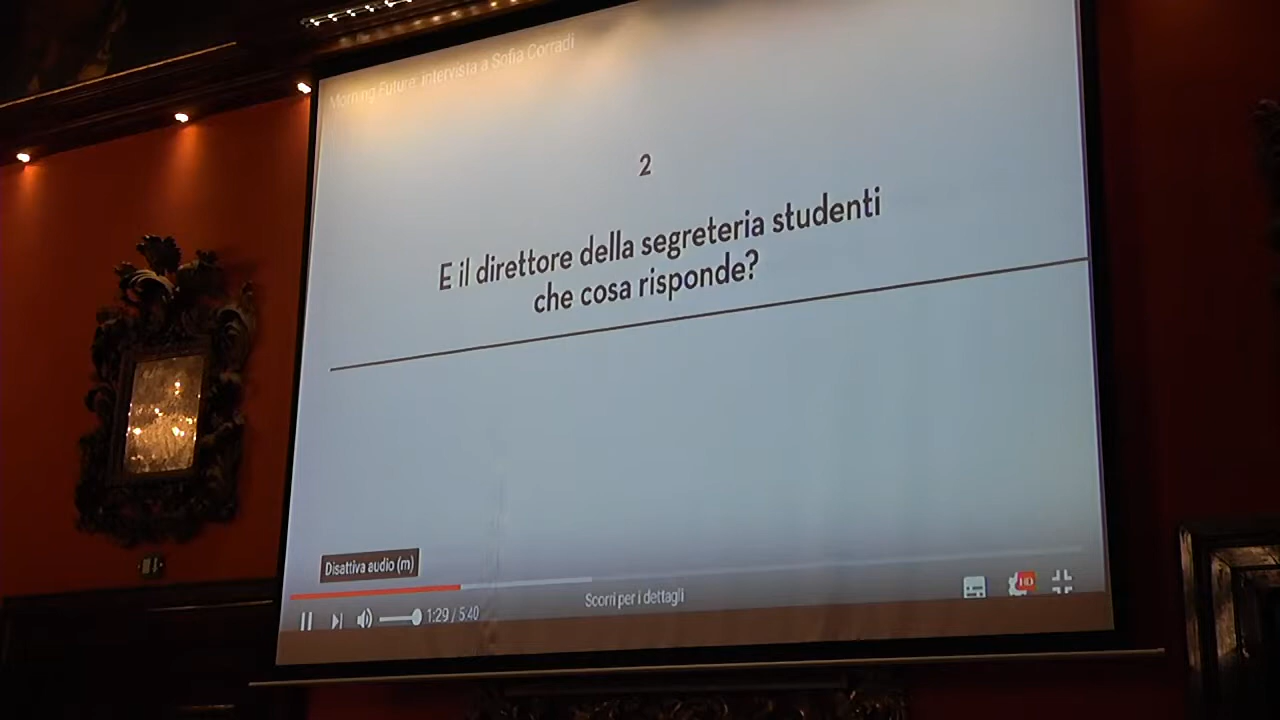 Morning Future: intervista a Sofia Corradi
2
E il direttore della segreteria studenti
che cosa risponde?
Disattiva audio (m)
1:29 / 5:40
Scorri per i dettagli
HD